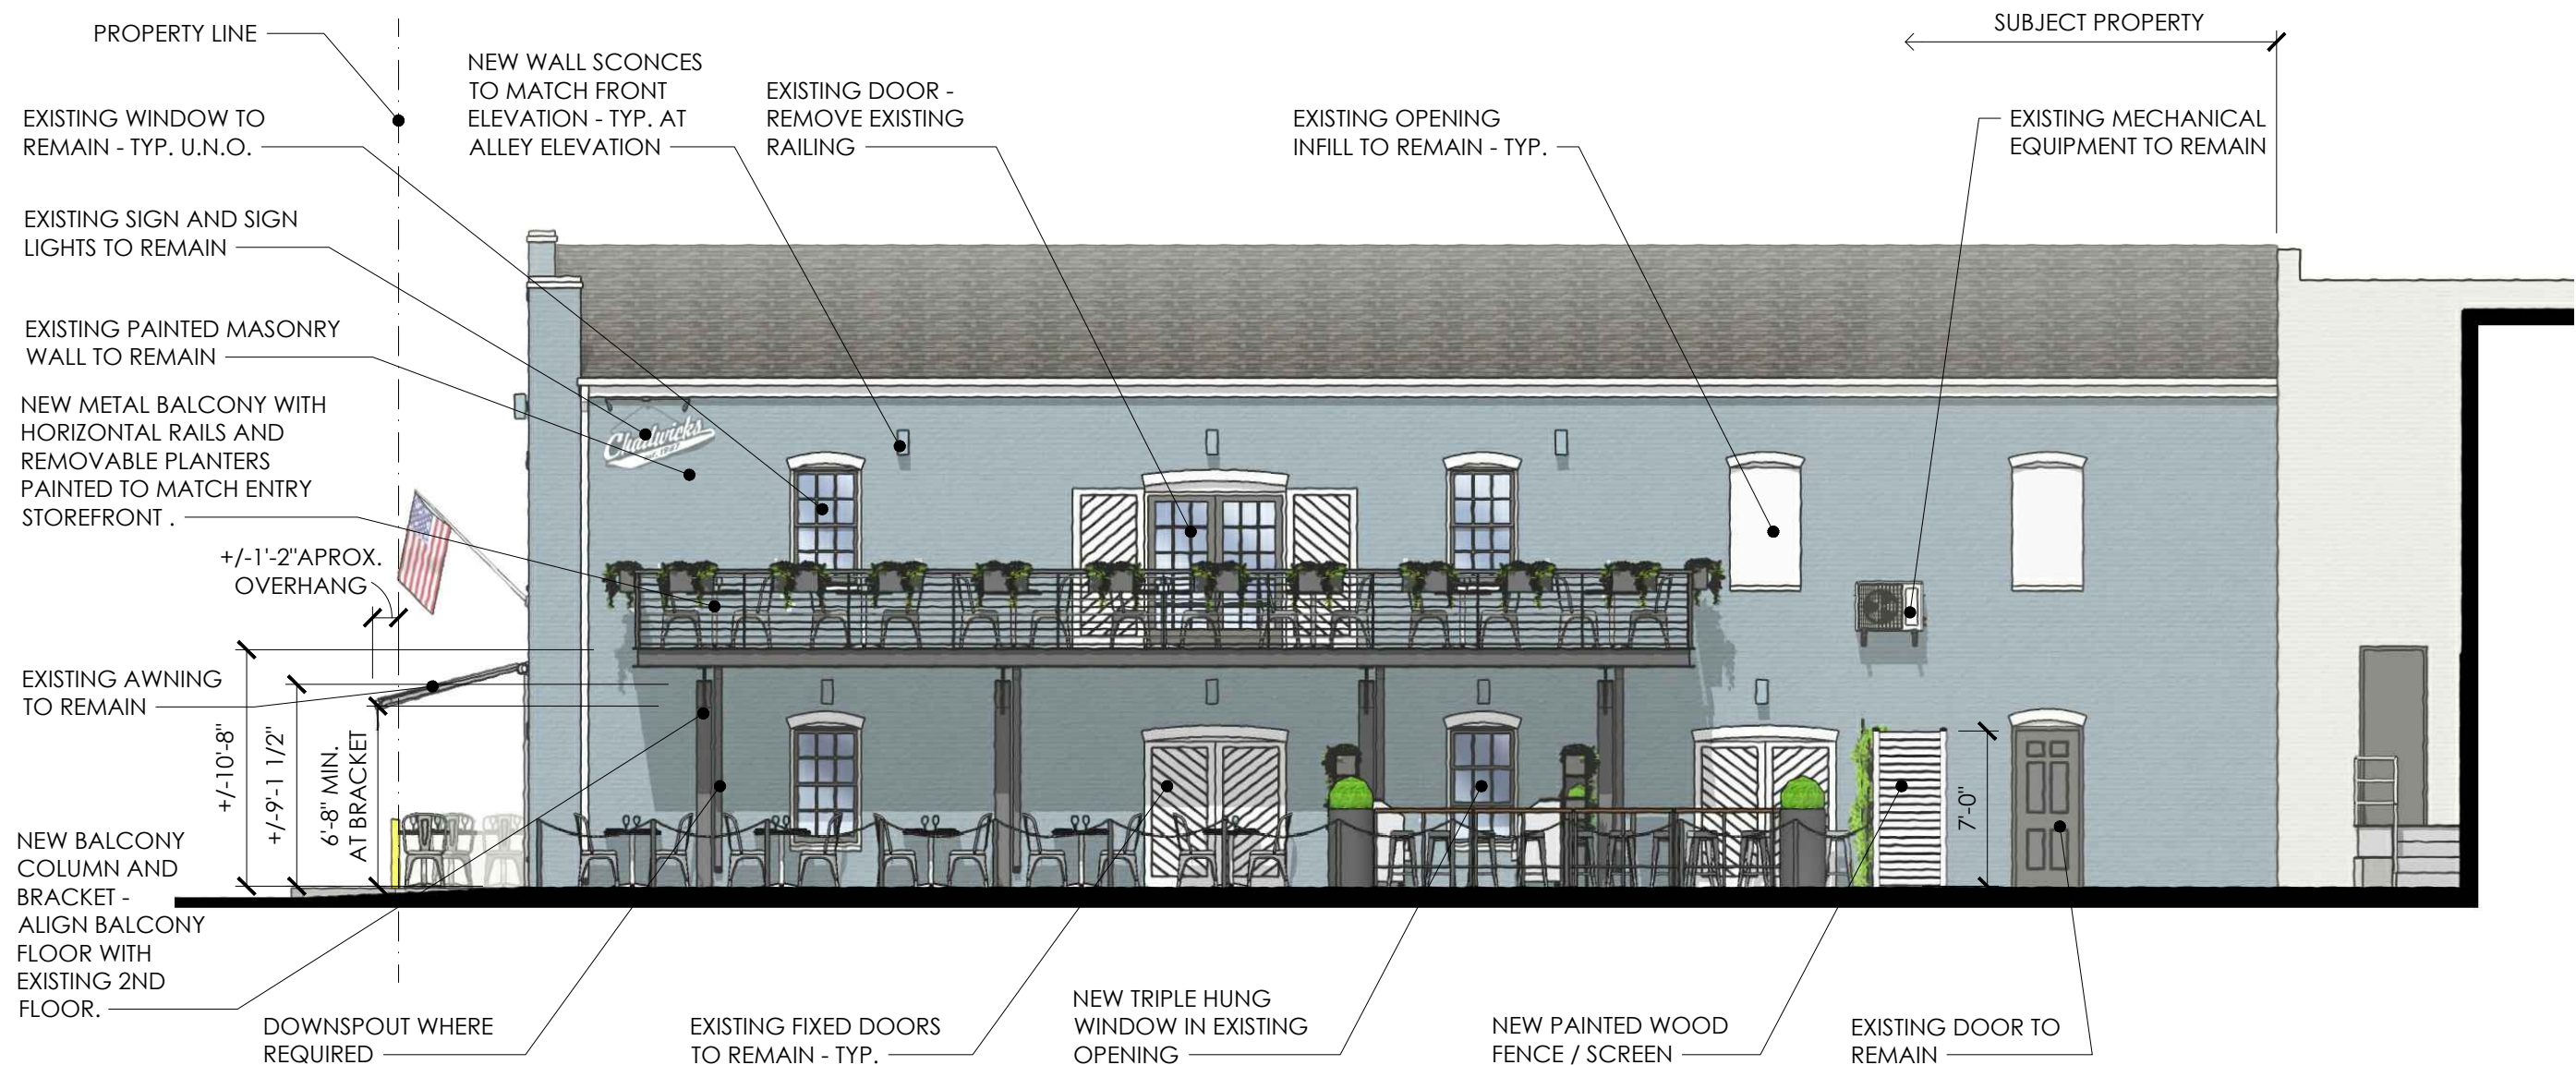 PROPERTY LINE
SUBJECT PROPERTY
NEW WALL SCONCES
TO MATCH FRONT
ELEVATION - TYP. AT
ALLEY ELEVATION
EXISTING DOOR -
REMOVE EXISTING
RAILING
EXISTING OPENING
INFILL TO REMAIN - TYP.
EXISTING MECHANICAL
EQUIPMENT TO REMAIN
EXISTING WINDOW TO
REMAIN - TYP. U.N.O.
EXISTING SIGN AND SIGN
LIGHTS TO REMAIN
EXISTING PAINTED MASONRY
WALL TO REMAIN
NEW METAL BALCONY WITH
HORIZONTAL RAILS AND
REMOVABLE PLANTERS
PAINTED TO MATCH ENTRY
STOREFRONT .
Chadwicks
+/-1'-2"APROX.
OVERHANG
EXISTING AWNING
TO REMAIN
+/-10'-8"
+/-9'-1 1/2"
6'-8" MIN.
AT BRACKET
7'-0"
NEW BALCONY
COLUMN AND
BRACKET -
ALIGN BALCONY
FLOOR WITH
EXISTING 2ND
FLOOR.
DOWNSPOUT WHERE
REQUIRED
EXISTING FIXED DOORS
TO REMAIN - TYP.
NEW TRIPLE HUNG
WINDOW IN EXISTING
OPENING
NEW PAINTED WOOD
FENCE / SCREEN
EXISTING DOOR TO
REMAIN